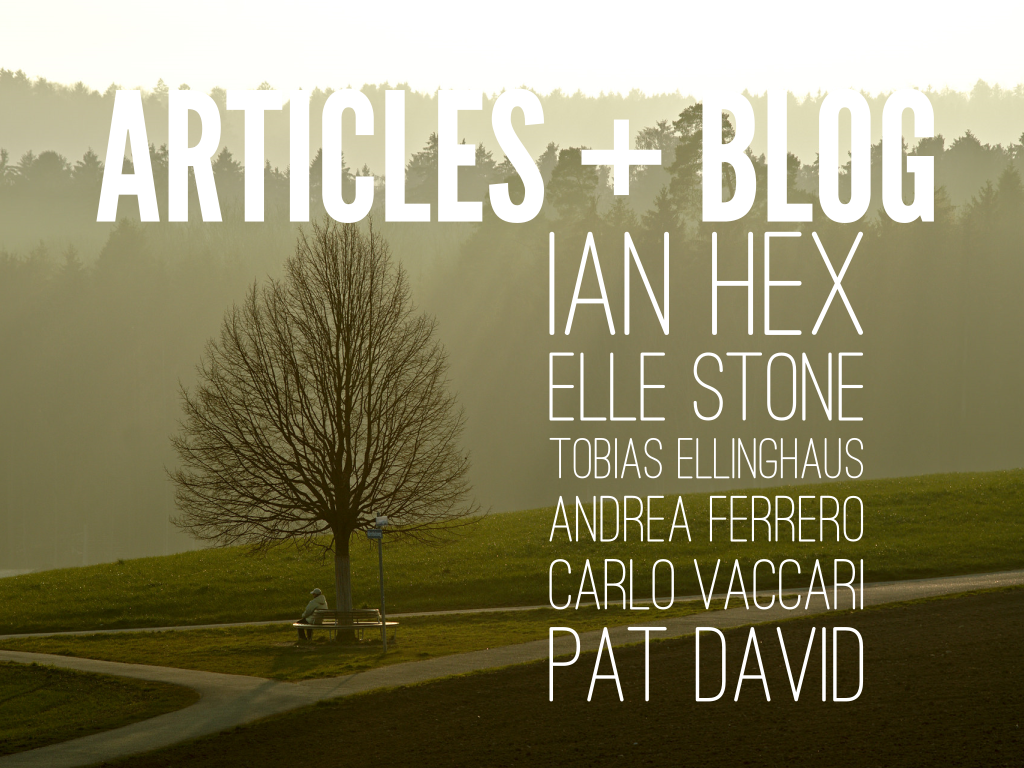 ARTICLES + BLOG
IAN HEX
ELLE STONE
TOBIAS ELLINGHAUS
ANDREA FERRERO
CARLO VACCARI
PAT DAVID